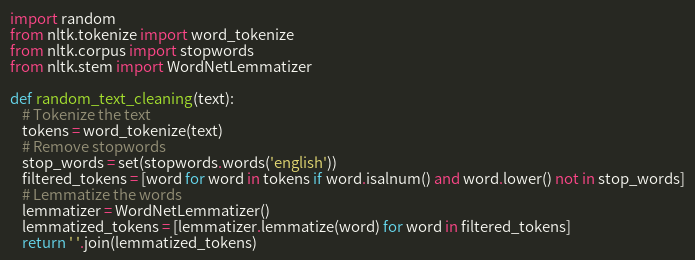 import random
from nltk.tokenize import word_tokenize
from nltk.corpus import stopwords
from nltk.stem import WordNetLemmatizer

def random_text_cleaning(text):
    # Tokenize the text
    tokens = word_tokenize(text)
    # Remove stopwords
    stop_words = set(stopwords.words('english'))
    filtered_tokens = [word for word in tokens if word.isalnum() and word.lower() not in stop_words]
    # Lemmatize the words
    lemmatizer = WordNetLemmatizer()
    lemmatized_tokens = [lemmatizer.lemmatize(word) for word in filtered_tokens]
    return ' '.join(lemmatized_tokens)